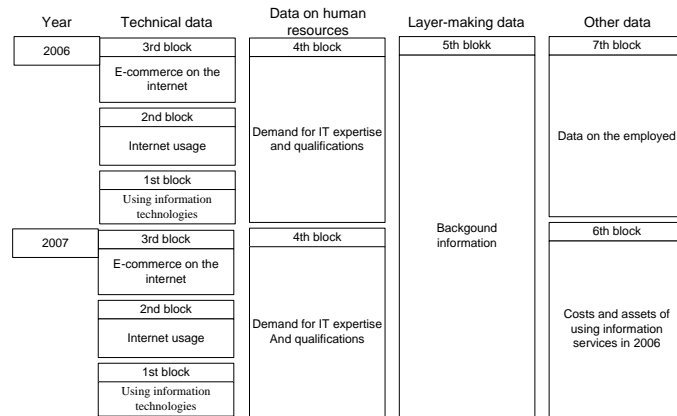 Year
Technical data
Data on human
resources
Layer-making data
Other data
2006
3rd block
E-commerce on the
internet
2nd block
Internet usage
1st block
Using information
technologies
4th block
Demand for IT expertise
and qualifications
5th blokk
Backgound
information
7th block
Data on the employed
2007
3rd block
E-commerce on the
internet
2nd block
Internet usage
1st block
Using information
technologies
4th block
Demand for IT expertise
And qualifications
6th block
Costs and assets of
using information
services in 2006